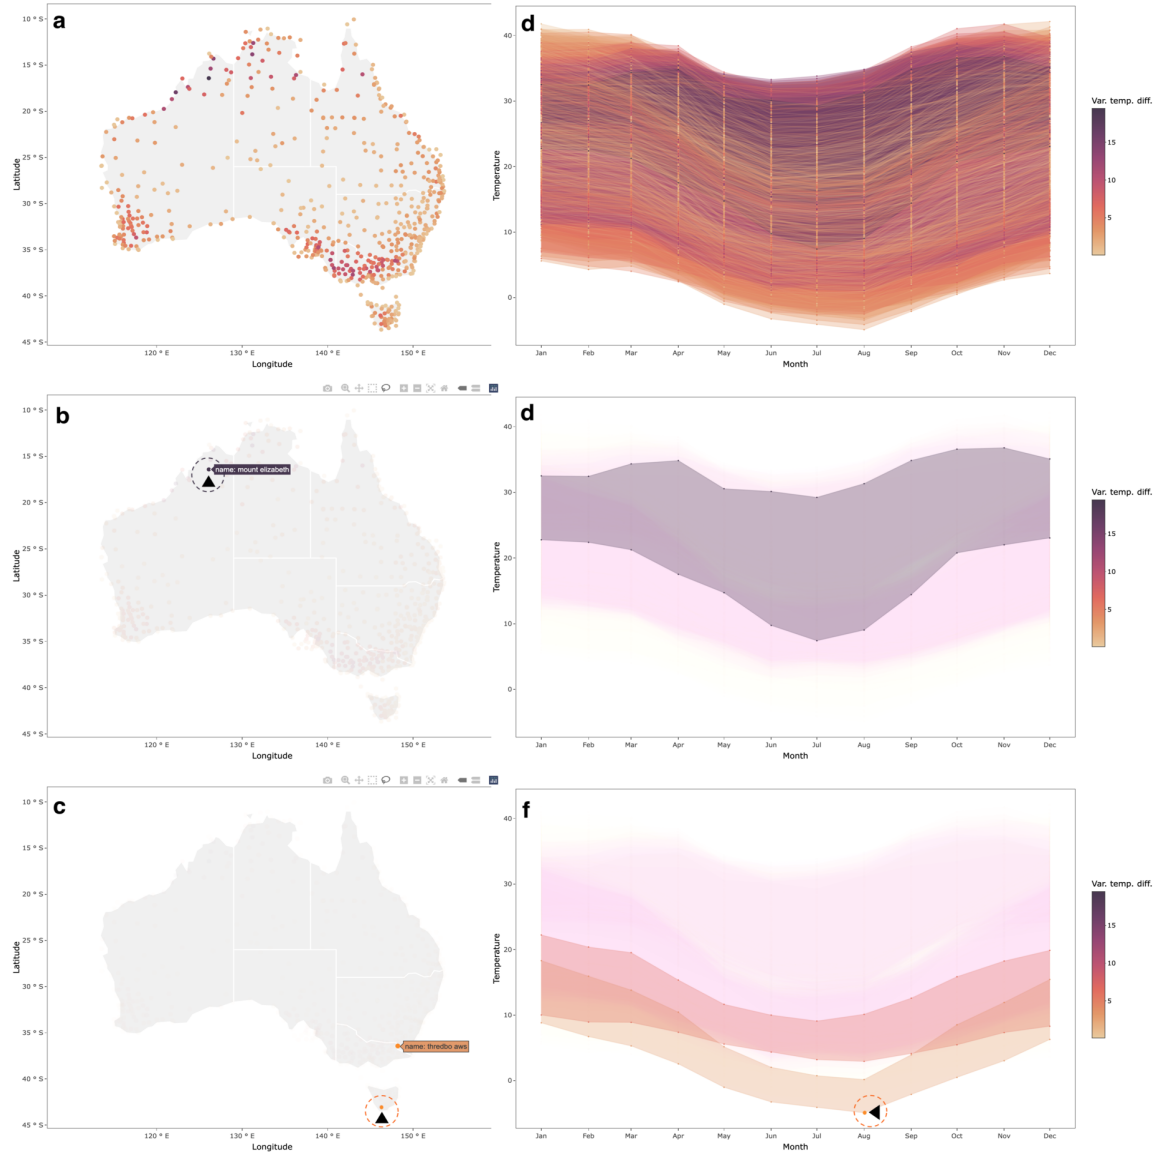 a
10 ° S
15 ° S
20 ° S
25 ° S
30 ° S
35 ° S
40 ° S
45 ° S
Latitude
120 ° E
130 ° E
140 ° E
150 ° E
Longitude
d
40
30
20
10
0
Temperature
Jan
Feb
Mar
Apr
May
Jun
Jul
Aug
Sep
Oct
Nov
Dec
Month
Var. temp. diff.
15
10
5
b
10 ° S
15 ° S
20 ° S
25 ° S
30 ° S
35 ° S
40 ° S
45 ° S
Latitude
name: mount elizabeth
120 ° E
130 ° E
140 ° E
150 ° E
Longitude
d
40
30
20
10
0
Temperature
Jan
Feb
Mar
Apr
May
Jun
Jul
Aug
Sep
Oct
Nov
Dec
Month
Var. temp. diff.
15
10
5
c
10 ° S
15 ° S
20 ° S
25 ° S
30 ° S
35 ° S
40 ° S
45 ° S
Latitude
name: thredbo aws
120 ° E
130 ° E
140 ° E
150 ° E
Longitude
f
40
30
20
10
0
Temperature
Jan
Feb
Mar
Apr
May
Jun
Jul
Aug
Sep
Oct
Nov
Dec
Month
Var. temp. diff.
15
10
5